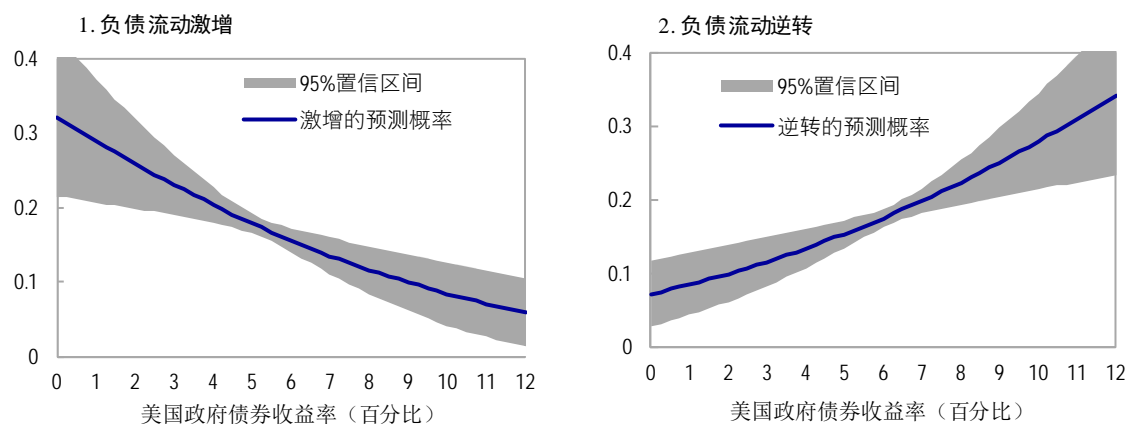 1. 负债流动激增
0.4
0.3
0.2
0.1
0
95%置信区间
激增的预测概率
0 1 2 3 4 5 6 7 8 9 10 11 12
美国政府债券收益率（百分比）
2. 负债流动逆转
0.4
0.3
0.2
0.1
0
95%置信区间
逆转的预测概率
0 1 2 3 4 5 6 7 8 9 10 11 12
美国政府债券收益率（百分比）